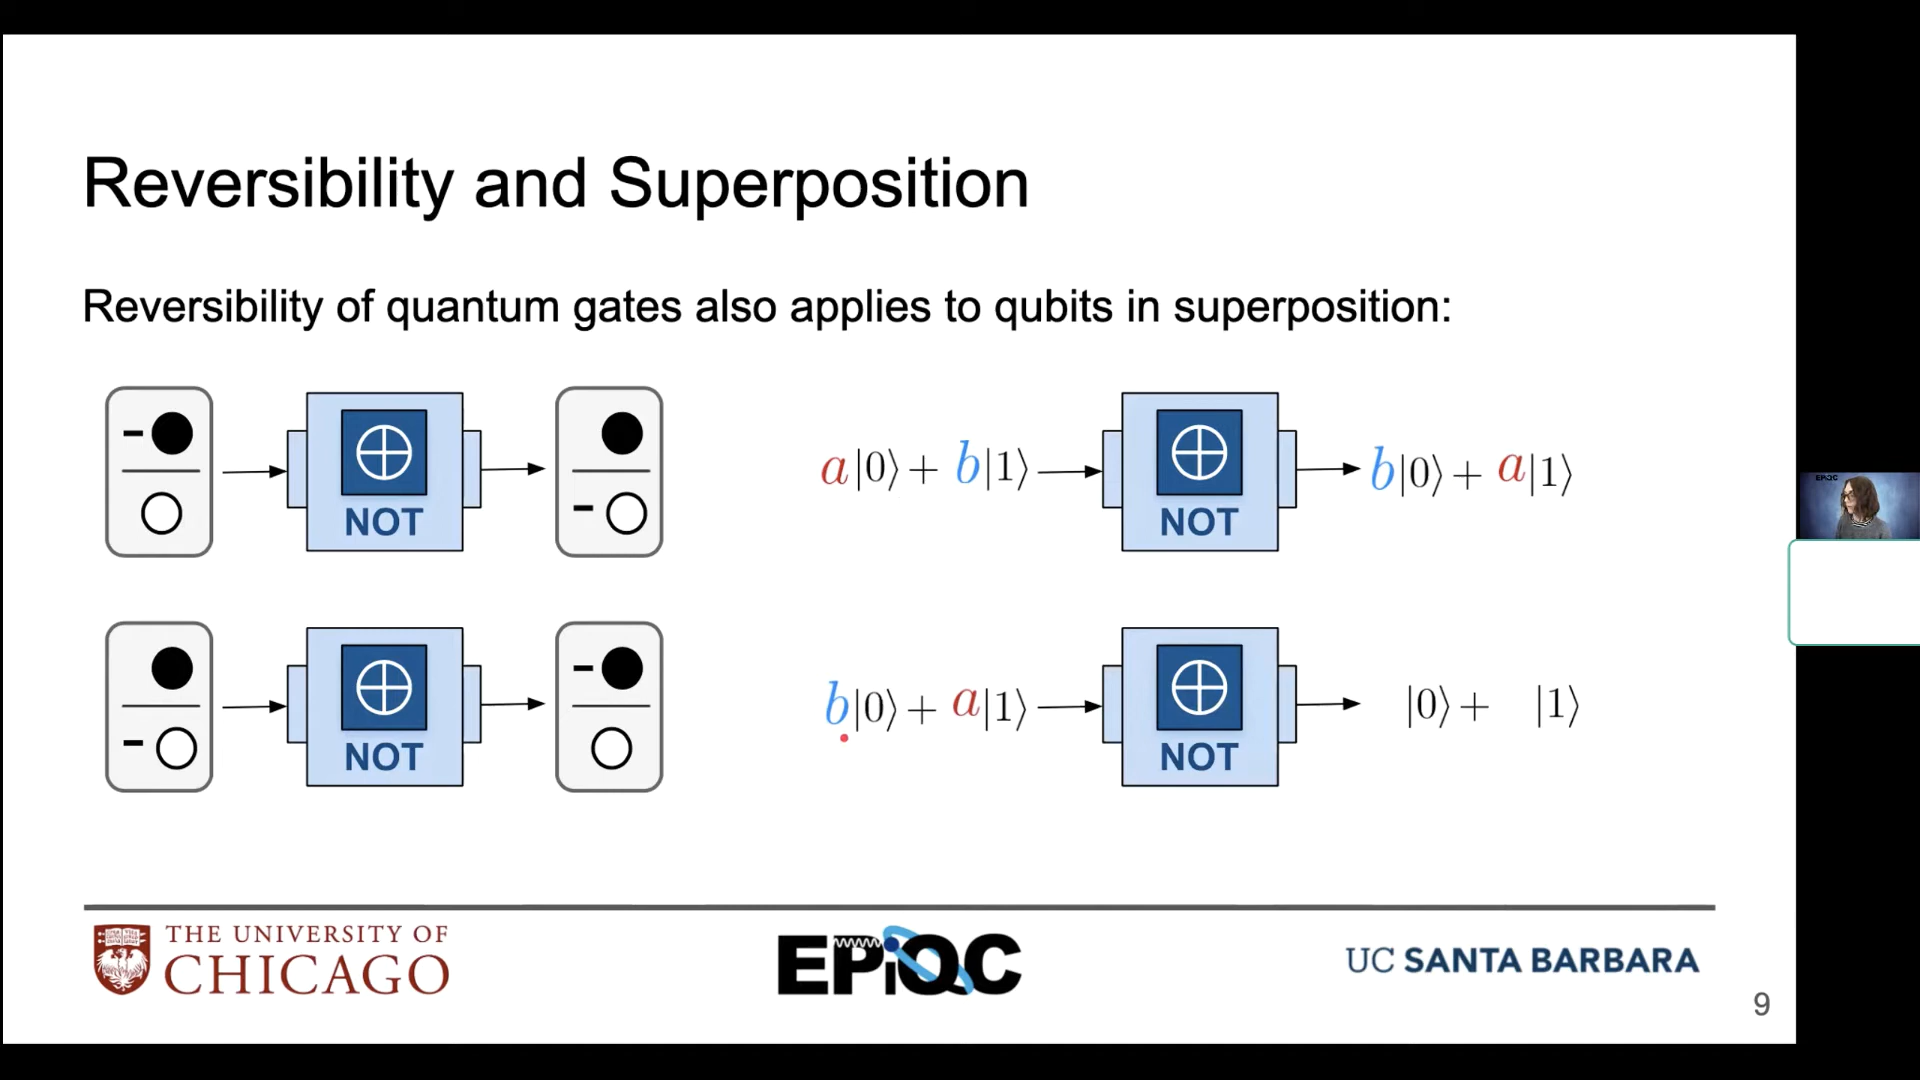 Reversibility and Superposition
Reversibility of quantum gates also applies to qubits in superposition:
NOT
a|0⟩ + b|1⟩
NOT
b|0⟩ + a|1⟩
NOT
b|0⟩ + a|1⟩
NOT
|0⟩ + |1⟩
THE UNIVERSITY OF
CHICAGO
EPiQC
UC SANTA BARBARA
9
EPiQC